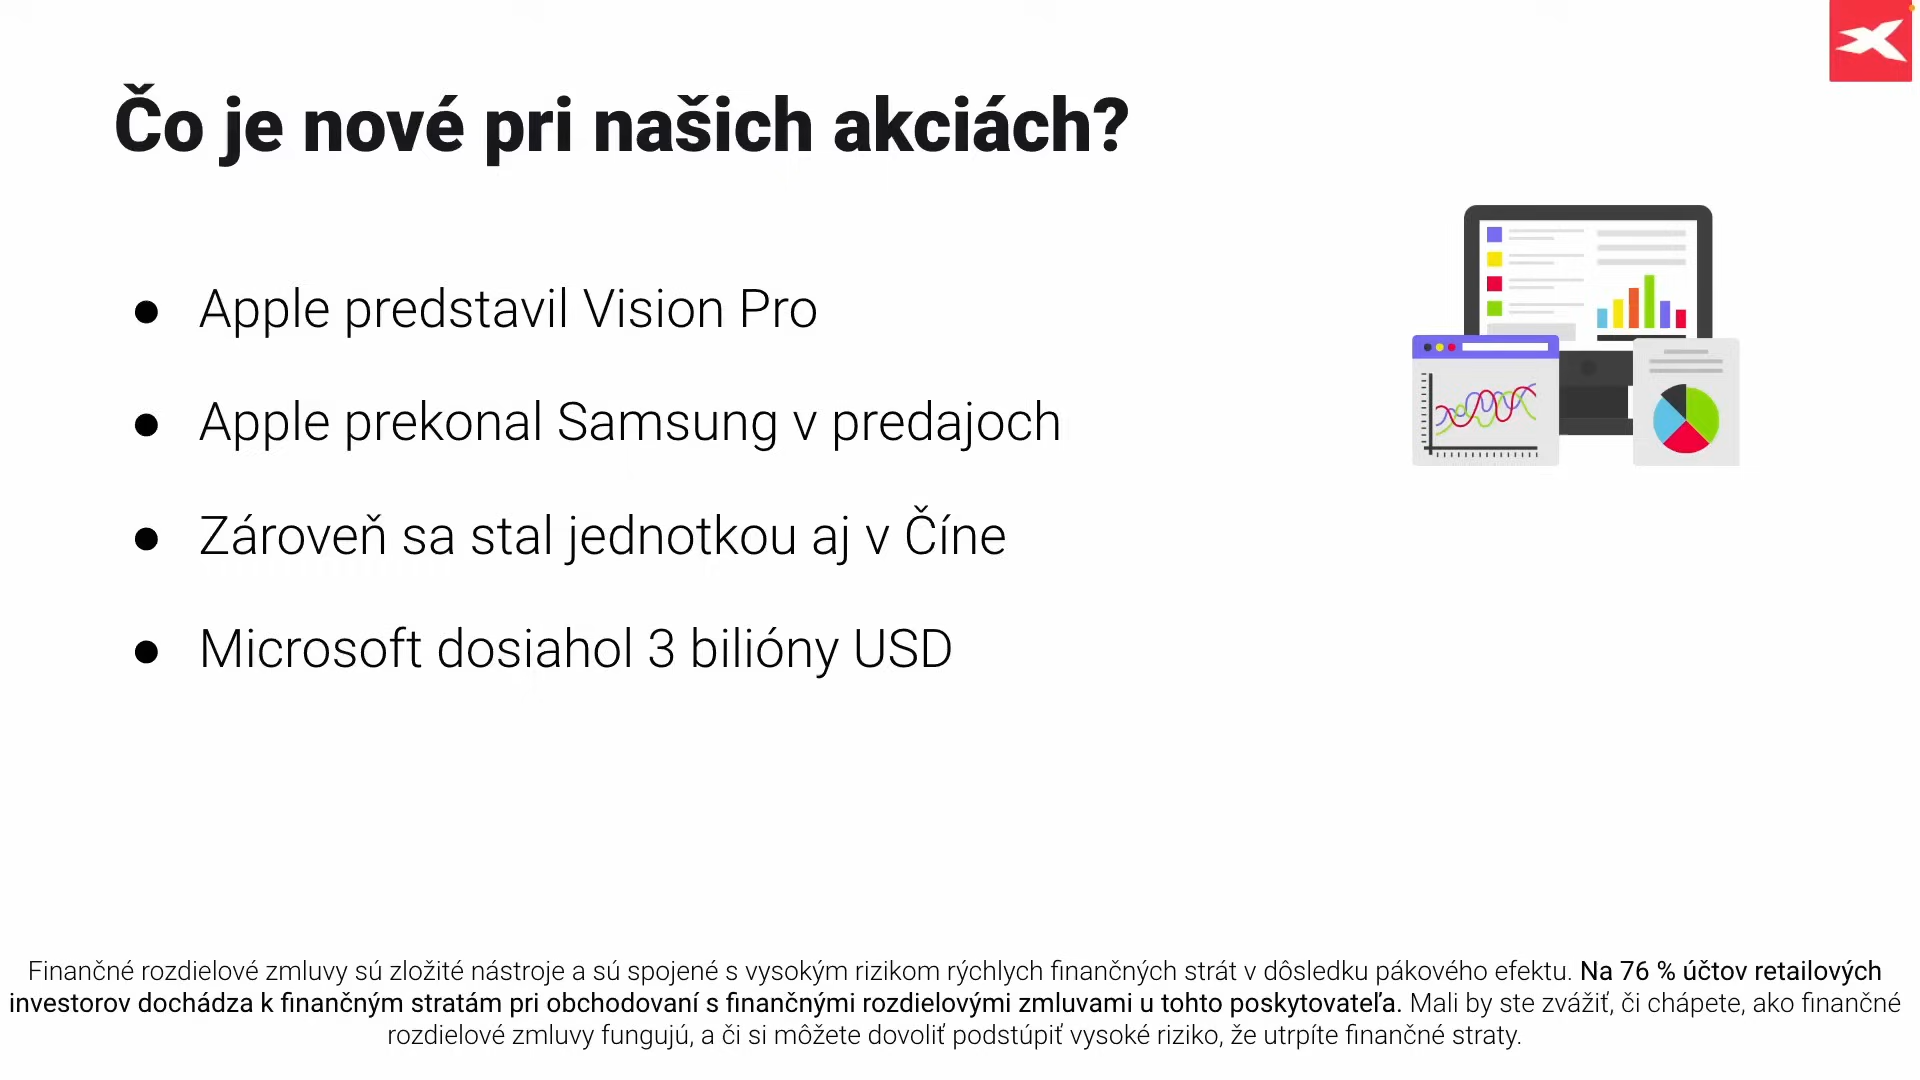 Čo je nové pri našich akciách?
● Apple predstavil Vision Pro
● Apple prekonal Samsung v predajoch
● Zároveň sa stal jednotkou aj v Číne
● Microsoft dosiahol 3 bilióny USD
Finančné rozdielové zmluvy sú zložité nástroje a sú spojené s vysokým rizikom rýchlych finančných strát v dôsledku pákového efektu. Na 76 % účtov retailových
investorov dochádza k finančným stratám pri obchodovaní s finančnými rozdielovými zmluvami u tohto poskytovateľa. Mali by ste zvážiť, či chápete, ako finančné
rozdielové zmluvy fungujú, a či si môžete dovoliť podstúpiť vysoké riziko, že utrpíte finančné straty.